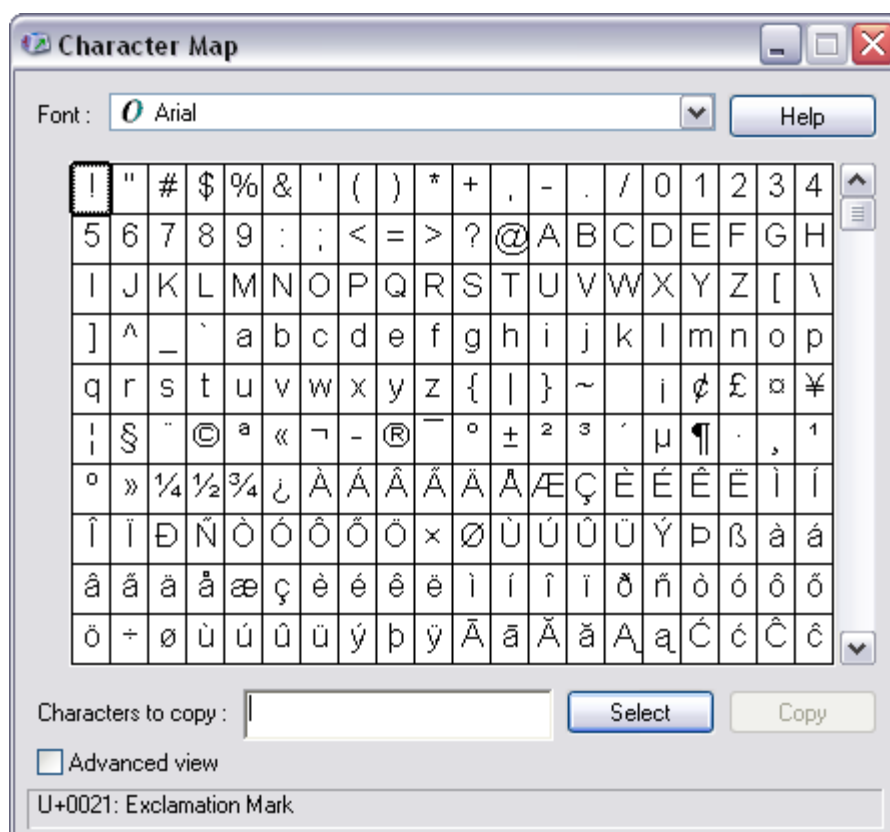 Character Map
Font : O Arial Help
! " # $ % & ' ( ) * + , - . / 0 1 2 3 4
5 6 7 8 9 : ; < = > ? @ A B C D E F G H
I J K L M N O P Q R S T U V W X Y Z [ \
] ^ _ ` a b c d e f g h i j k l m n o p
q r s t u v w x y z { | } ~ ¡ ¢ £ ¤ ¥
¦ § ¨ © ª « ¬ - ® ¯ ° ± ² ³ ´ µ ¶ · ¸ ¹
º » ¼ ½ ¾ ¿ À Á Â Ã Ä Å Æ Ç È É Ê Ë Ì Í
Î Ï Ð Ñ Ò Ó Ô Õ Ö × Ø Ù Ú Û Ü Ý Þ ß à á
â ã ä å æ ç è é ê ë ì í î ï ð ñ ò ó ô õ
ö ÷ ø ù ú û ü ý þ ÿ Ā ā Ă ă Ą ą Ć ć Ĉ ĉ
Characters to copy : Select Copy
Advanced view
U+0021: Exclamation Mark